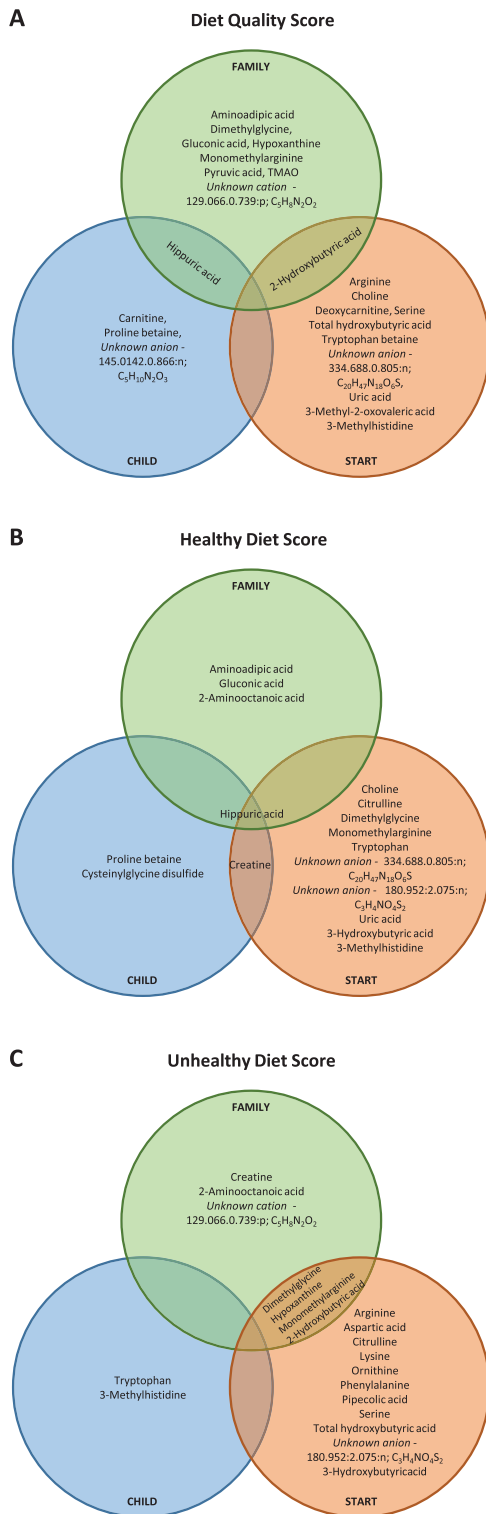 A
Diet Quality Score
FAMILY
Aminoadipic acid
Dimethylglycine,
Gluconic acid, Hypoxanthine
Monomethylarginine
Pyruvic acid, TMAO
Unknown cation -
129.066.0.739:p; C₅H₈N₂O₂
Hippuric acid
2-Hydroxybutyric acid
Carnitine,
Proline betaine,
Unknown anion -
145.0142.0.866:n;
C₅H₁₀N₂O₃
CHILD
Arginine
Choline
Deoxycarnitine, Serine
Total hydroxybutyric acid
Tryptophan betaine
Unknown anion -
334.688.0.805:n;
C₂₀H₄₇N₁₈O₆S,
Uric acid
3-Methyl-2-oxovaleric acid
3-Methylhistidine
START
B
Healthy Diet Score
FAMILY
Aminoadipic acid
Gluconic acid
2-Aminooctanoic acid
Hippuric acid
Creatine
Proline betaine
Cysteinylglycine disulfide
CHILD
Choline
Citrulline
Dimethylglycine
Monomethylarginine
Tryptophan
Unknown anion - 334.688.0.805:n;
C₂₀H₄₇N₁₈O₆S
Unknown anion - 180.952:2.075:n;
C₃H₄NO₄S₂
Uric acid
3-Hydroxybutyric acid
3-Methylhistidine
START
C
Unhealthy Diet Score
FAMILY
Creatine
2-Aminooctanoic acid
Unknown cation -
129.066.0.739:p; C₅H₈N₂O₂
Dimethylglycine
Hypoxanthine
Monomethylarginine
2-Hydroxybutyric acid
Tryptophan
3-Methylhistidine
CHILD
Arginine
Aspartic acid
Citrulline
Lysine
Ornithine
Phenylalanine
Pipecolic acid
Serine
Total hydroxybutyric acid
Unknown anion -
180.952:2.075:n; C₃H₄NO₄S₂
3-Hydroxybutyricacid
START